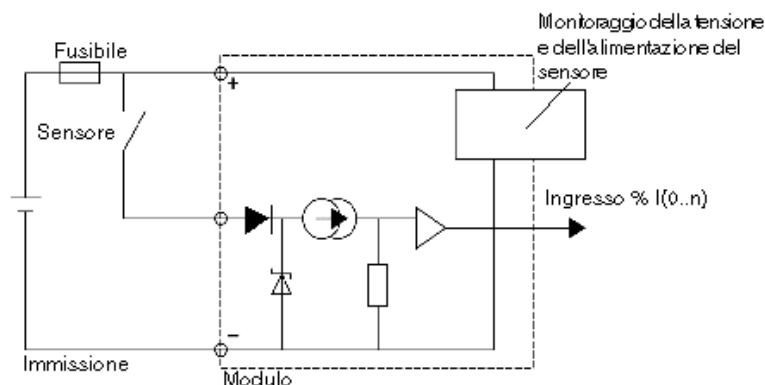 Monitoraggio della tensione
e dell'alimentazione del
sensore
Fusibile
+
Sensore
Ingresso % I(0..n)
–
Immissione
Modulo